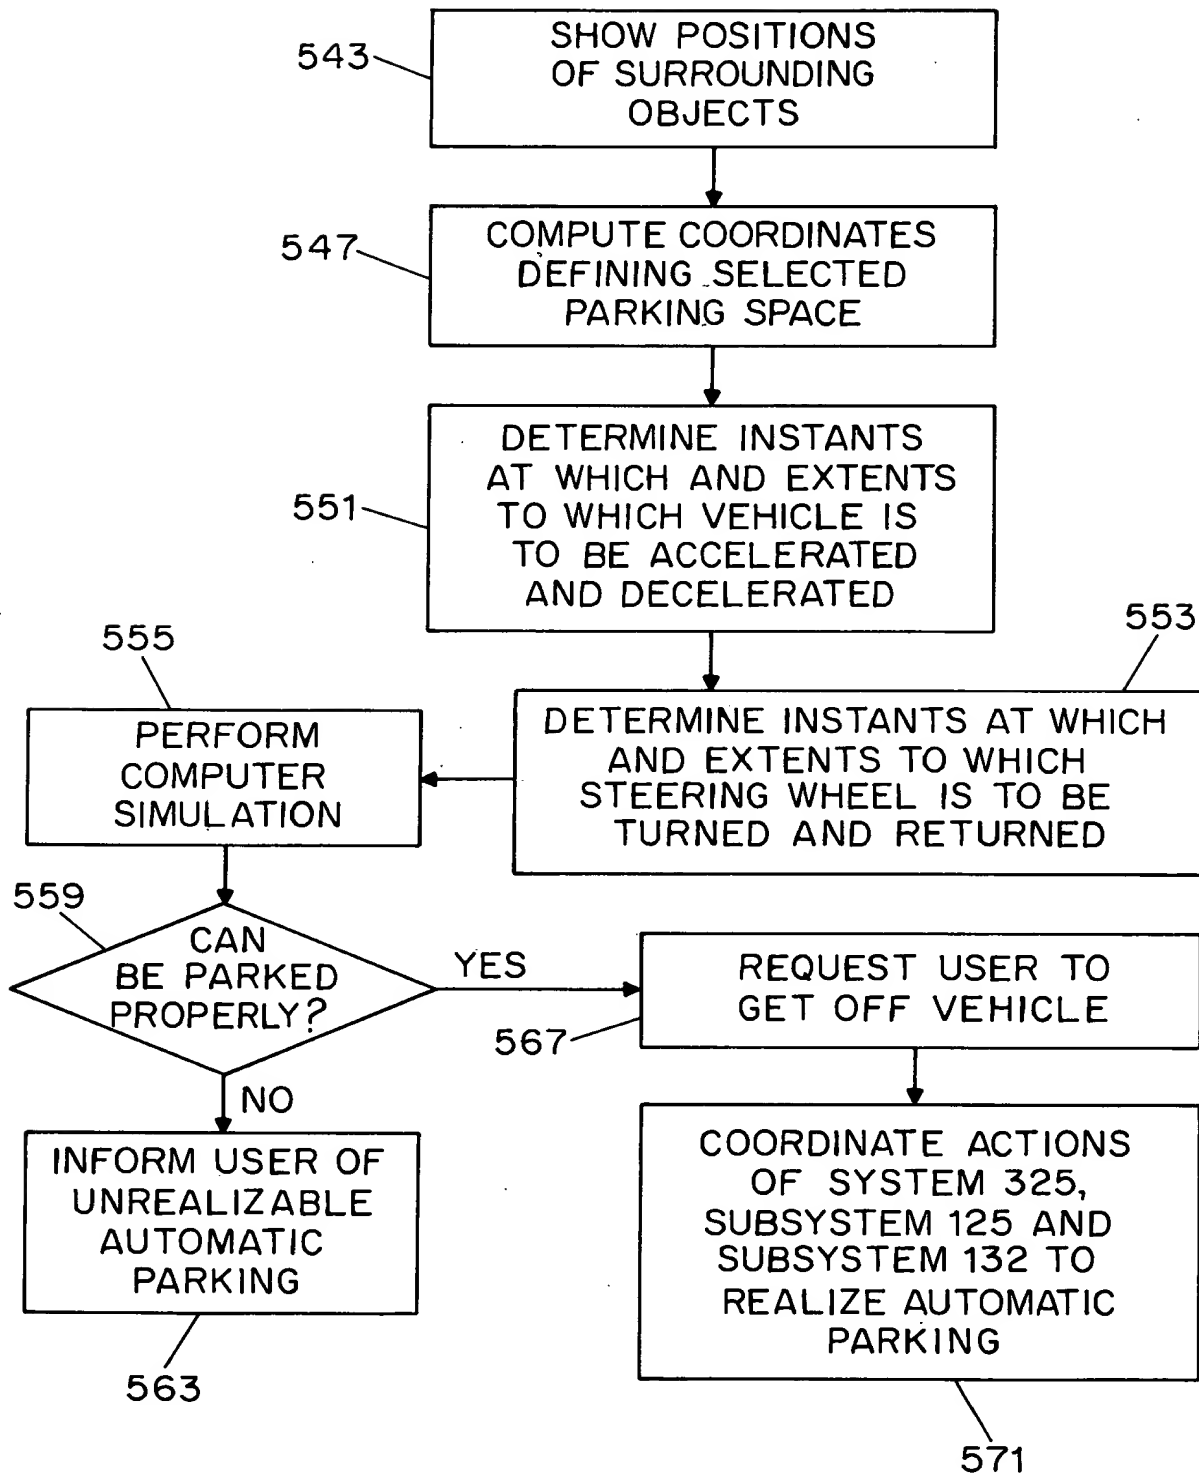 543
SHOW POSITIONS
OF SURROUNDING
OBJECTS
547
COMPUTE COORDINATES
DEFINING SELECTED
PARKING SPACE
551
DETERMINE INSTANTS
AT WHICH AND EXTENTS
TO WHICH VEHICLE IS
TO BE ACCELERATED
AND DECELERATED
553
DETERMINE INSTANTS AT WHICH
AND EXTENTS TO WHICH
STEERING WHEEL IS TO BE
TURNED AND RETURNED
555
PERFORM
COMPUTER
SIMULATION
559
CAN
BE PARKED
PROPERLY?
YES
NO
567
REQUEST USER TO
GET OFF VEHICLE
INFORM USER OF
UNREALIZABLE
AUTOMATIC
PARKING
563
COORDINATE ACTIONS
OF SYSTEM 325,
SUBSYSTEM 125 AND
SUBSYSTEM 132 TO
REALIZE AUTOMATIC
PARKING
571